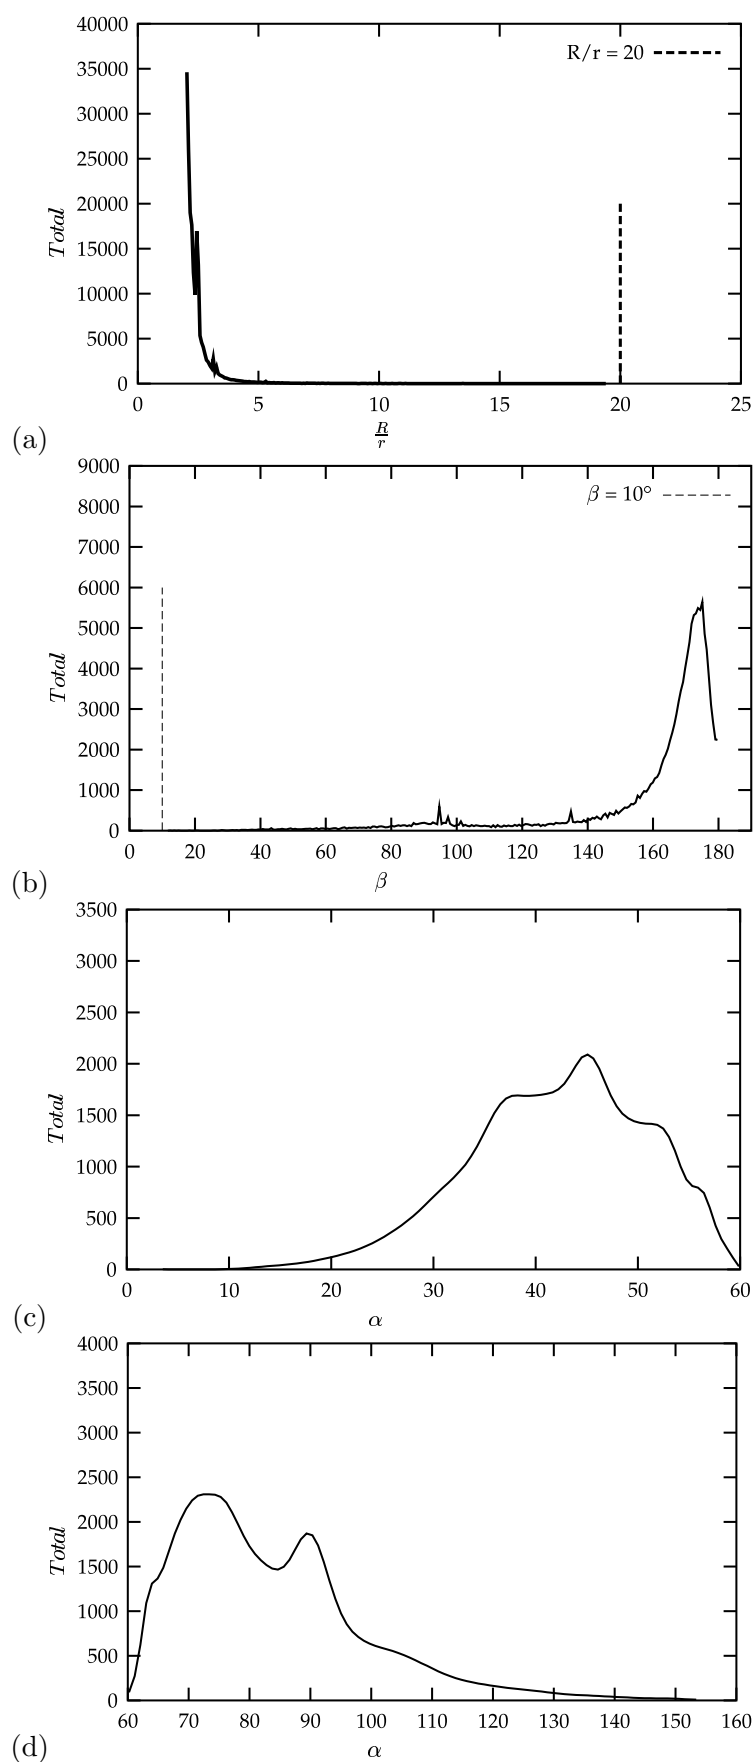 40000
R/r = 20
35000
30000
25000
20000
15000
10000
5000
0
Total
0 5 10 15 20 25
R/r
(a)
9000
β = 10°
8000
7000
6000
5000
4000
3000
2000
1000
0
Total
0 20 40 60 80 100 120 140 160 180
β
(b)
3500
3000
2500
2000
1500
1000
500
0
Total
0 10 20 30 40 50 60
α
(c)
4000
3500
3000
2500
2000
1500
1000
500
0
Total
60 70 80 90 100 110 120 130 140 150 160
α
(d)